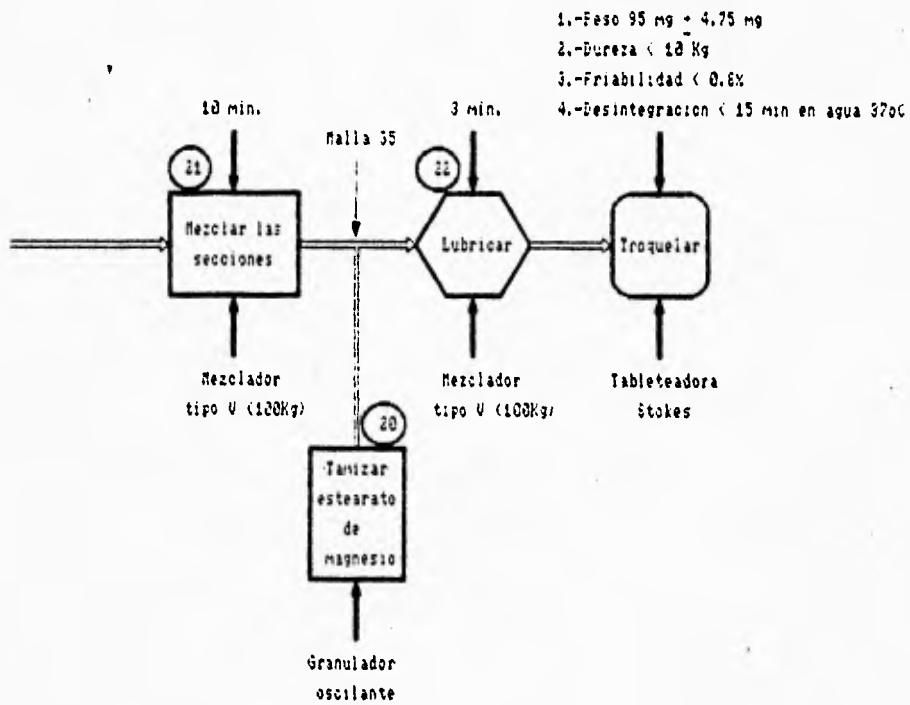 1.-Peso 95 mg ± 4.75 mg
2.-Dureza < 10 Kg
3.-Friabilidad < 0.8%
4.-Desintegracion < 15 min en agua 37oC
10 min.
Malla 35
3 min.
21
22
Mezclar las
secciones
Lubricar
Troquelar
Mezclador
tipo V (100Kg)
Mezclador
tipo V (100Kg)
Tableteadora
Stokes
20
Tamizar
estearato
de
magnesio
Granulador
oscilante